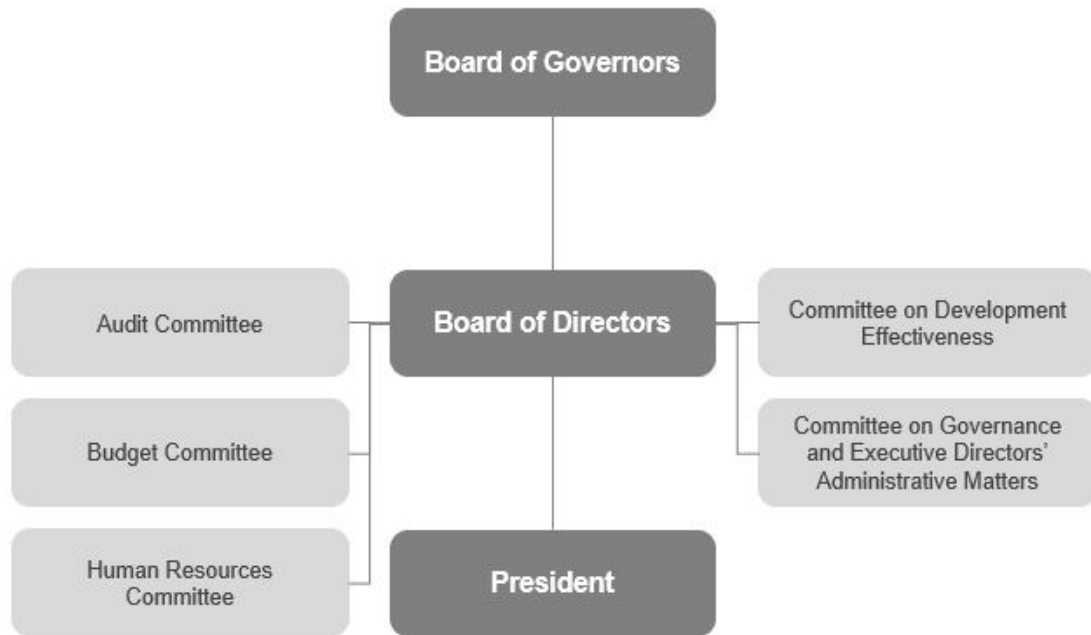 Board of Governors
Audit Committee
Board of Directors
Committee on Development
Effectiveness
Budget Committee
Committee on Governance
and Executive Directors’
Administrative Matters
Human Resources
Committee
President